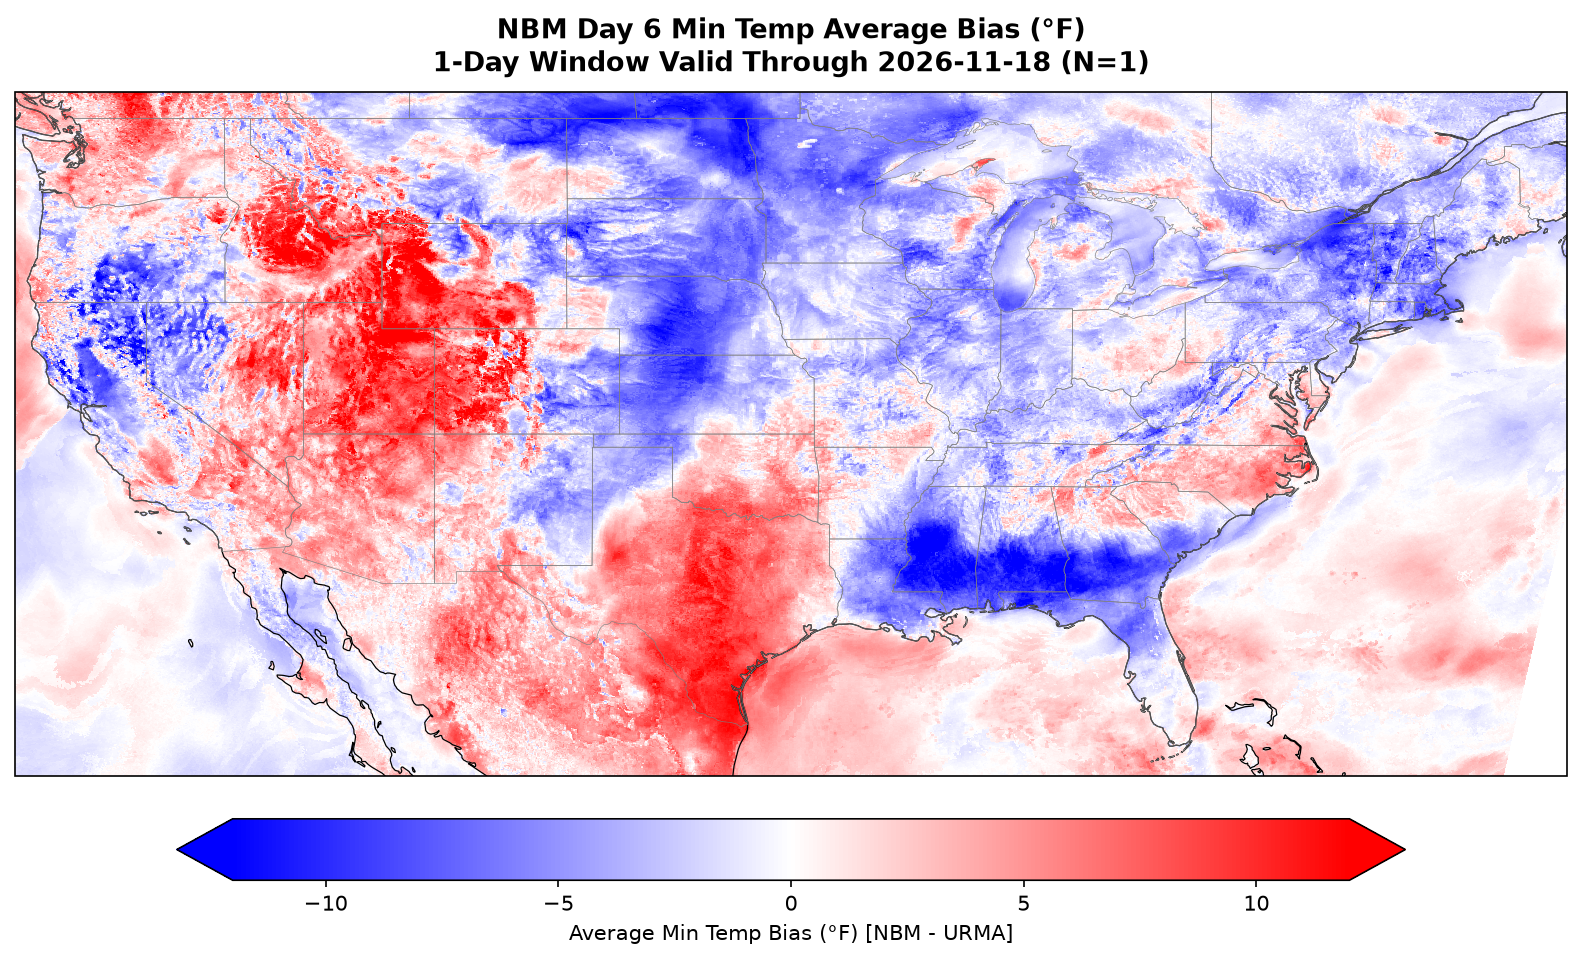 NBM Day 6 Min Temp Average Bias (°F)
1-Day Window Valid Through 2026-11-18 (N=1)
−10 −5 0 5 10
Average Min Temp Bias (°F) [NBM - URMA]